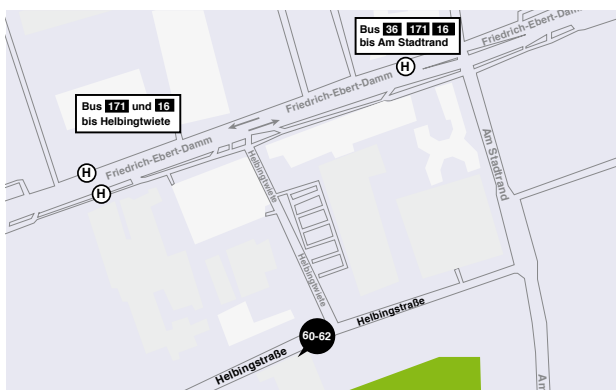 Friedrich-Ebert-Damm
Bus 36 171 16
bis Am Stadtrand
H
Friedrich-Ebert-Damm
Bus 171 und 16
bis Helbingtwiete
Friedrich-Ebert-Damm
H
H
Helbingtwiete
Am Stadtrand
Helbingtwiete
Helbingstraße
60-62
Helbingstraße
Am